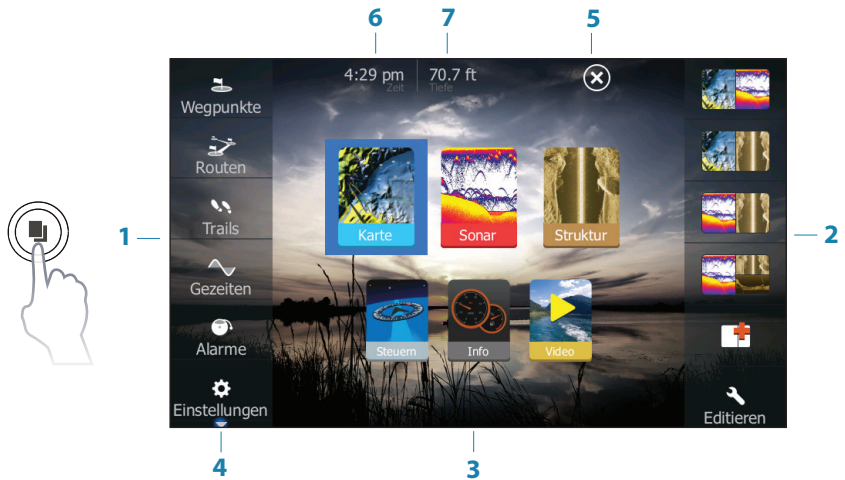 6 7 5
4:29 pm 70.7 ft
Zeit Tiefe
Wegpunkte
Routen
Trails
Gezeiten
Alarme
Einstellungen
1
Karte Sonar Struktur
Steuern Info Video
2
Editieren
4 3